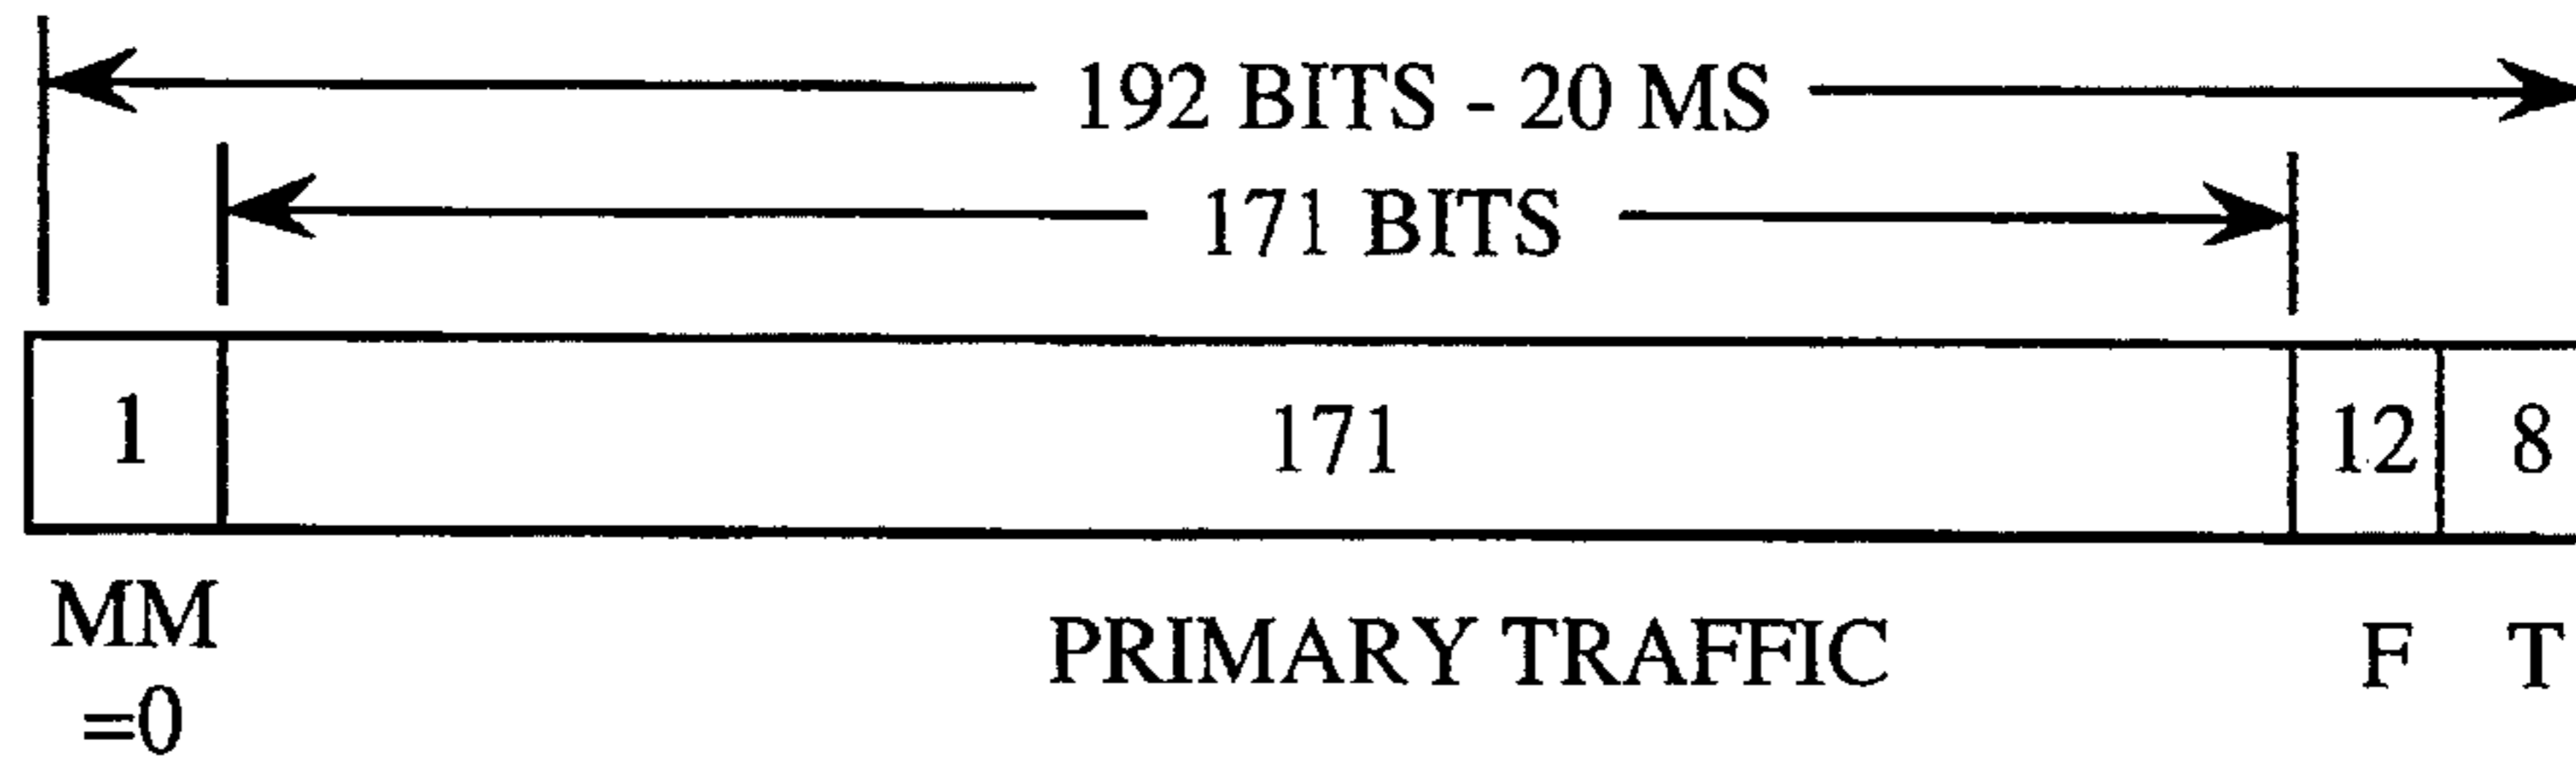 192 BITS - 20 MS
171 BITS
1 171 12 8
MM PRIMARY TRAFFIC F T
=0